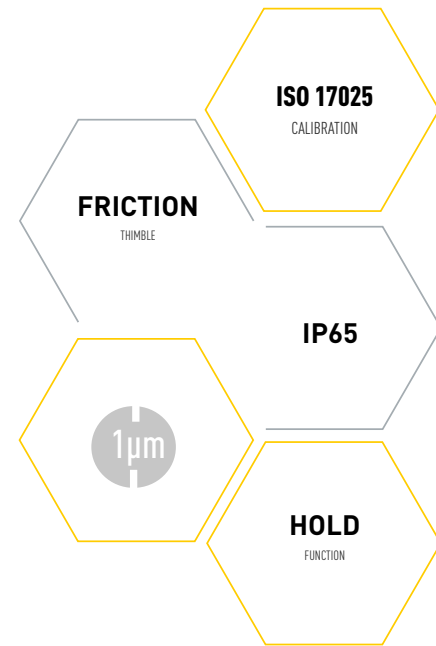 ISO 17025
CALIBRATION
FRICTION
THIMBLE
IP65
1µm
HOLD
FUNCTION